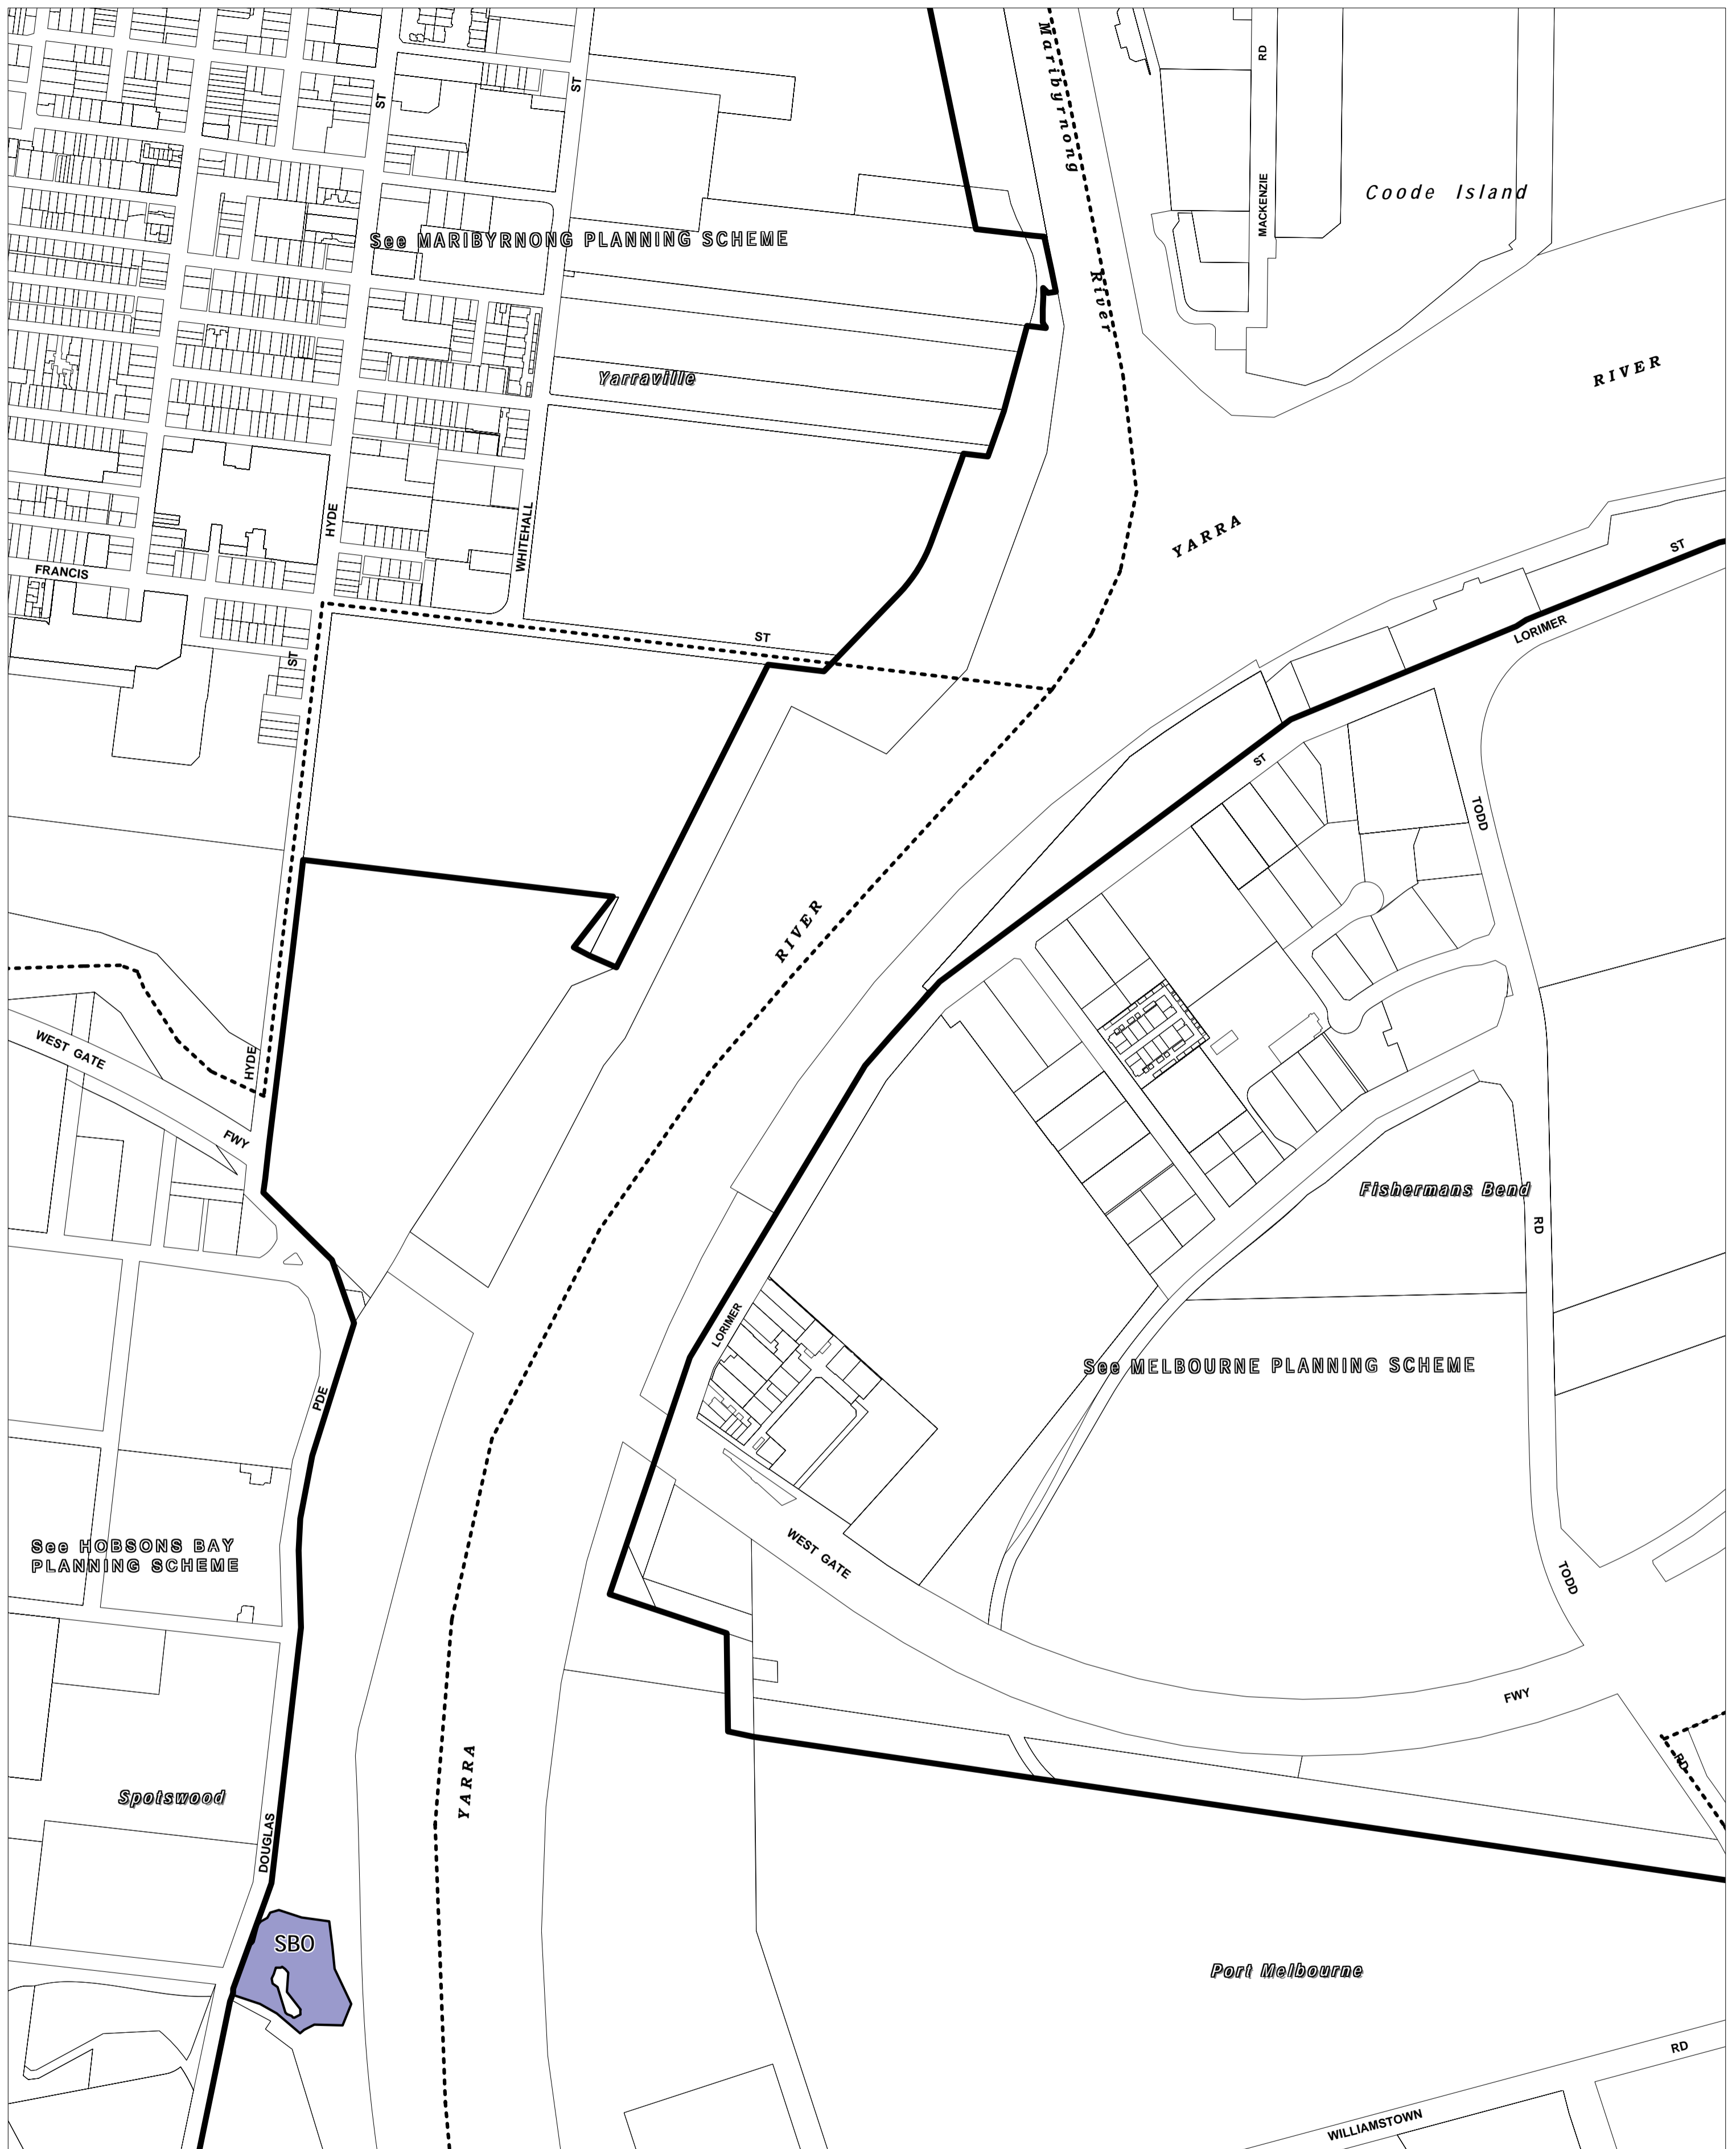 Maribyrnong
River
RD
MACKENZIE
Coode Island
ST
ST
See MARIBYRNONG PLANNING SCHEME
Yarraville
RIVER
YARRA
HYDE
WHITEHALL
FRANCIS
ST
ST
ST
LORIMER
ST
TODD
RIVER
WEST GATE
HYDE
FWY
Fishermans Bend
RD
LORIMER
See MELBOURNE PLANNING SCHEME
PDE
See HOBSONS BAY
PLANNING SCHEME
WEST GATE
TODD
FWY
RD
YARRA
Spotswood
DOUGLAS
SBO
Port Melbourne
RD
WILLIAMSTOWN